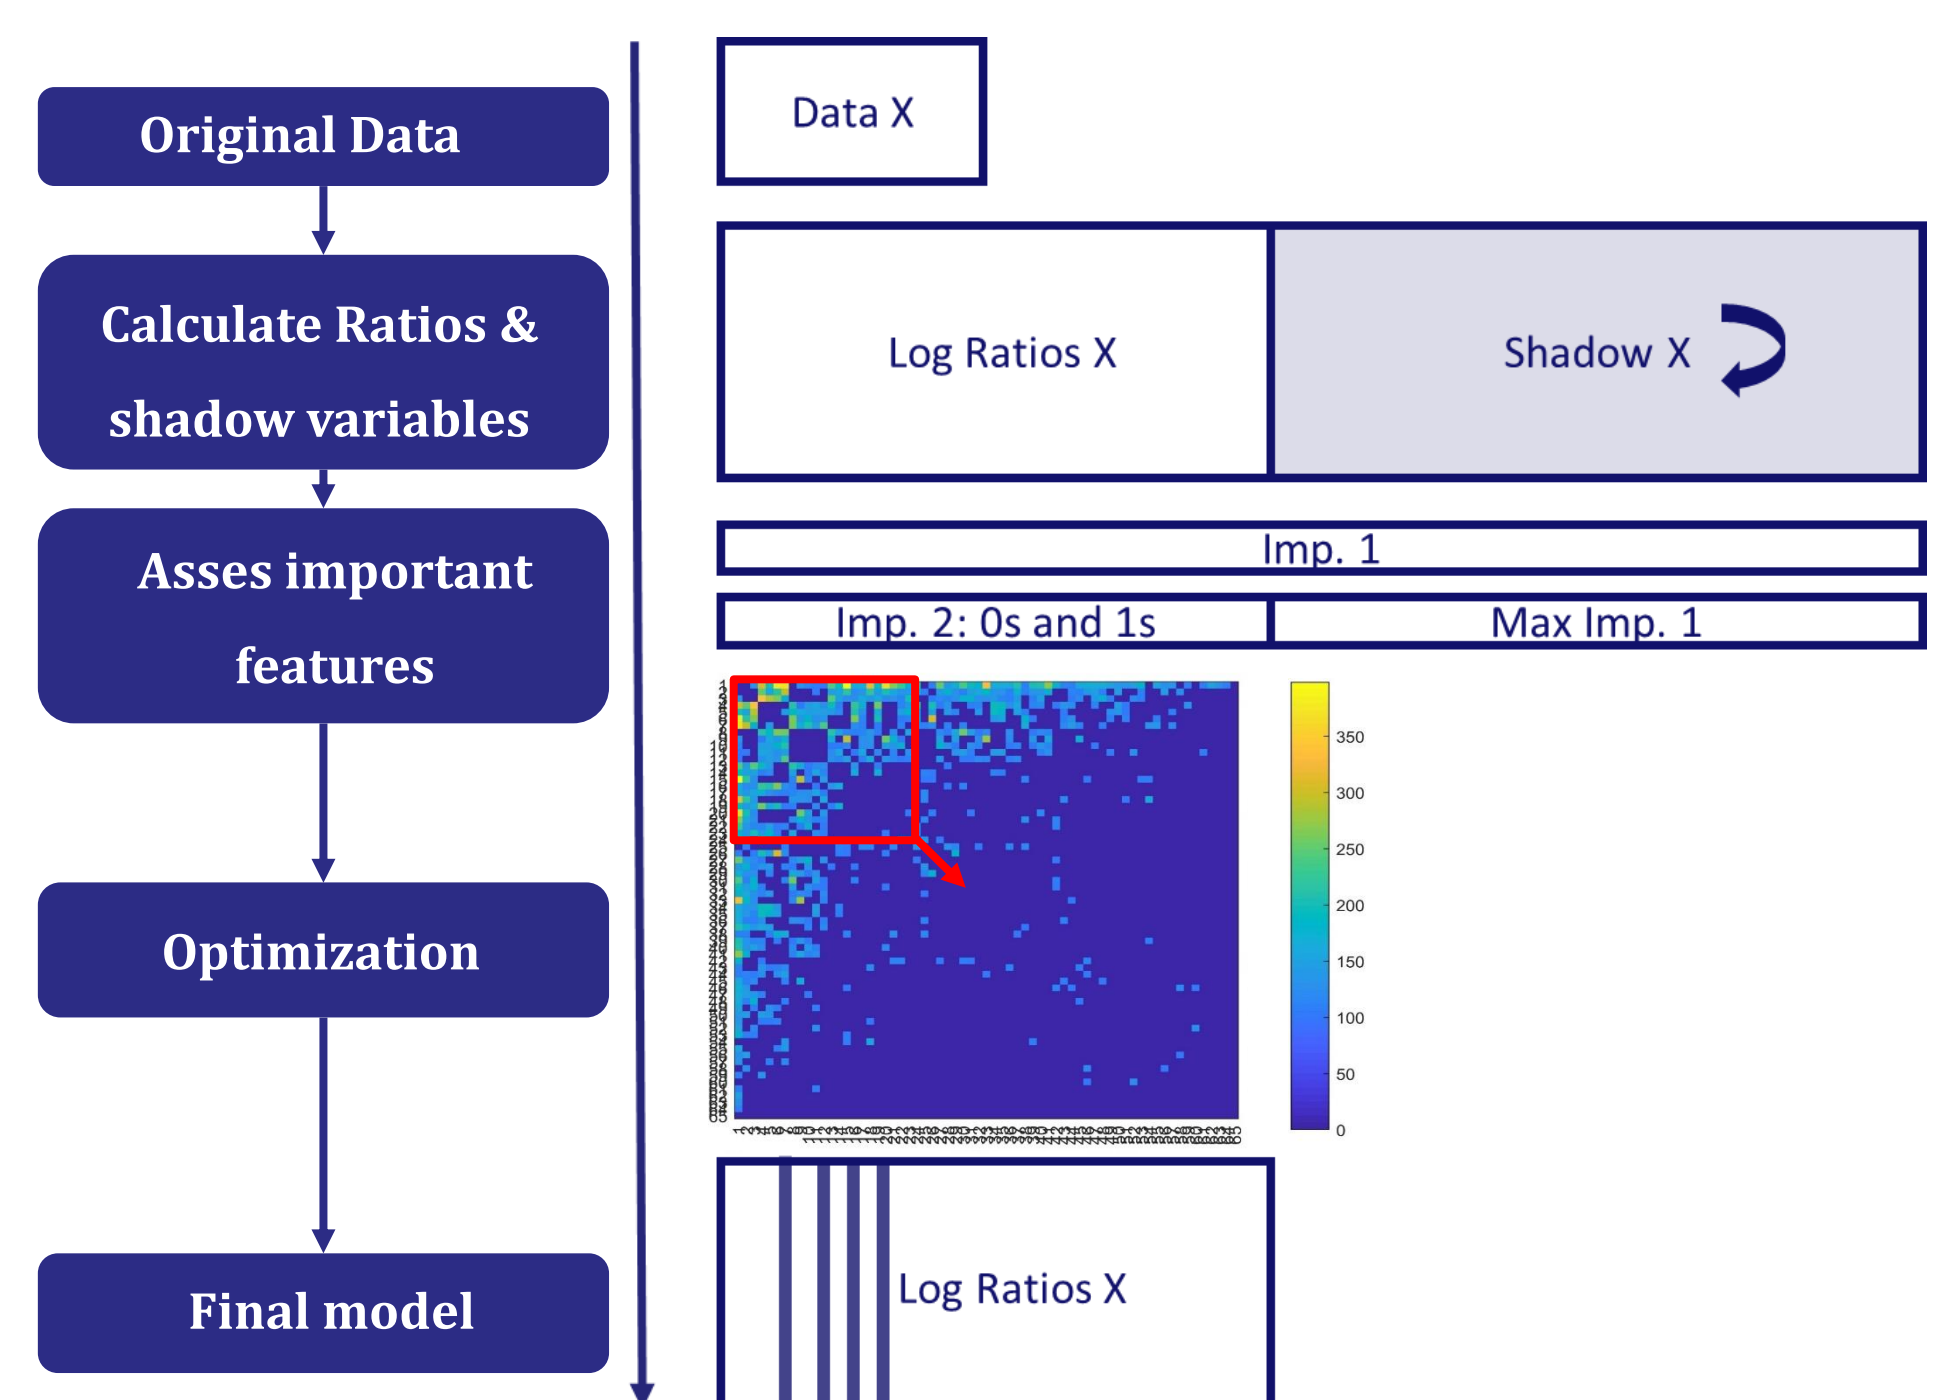 Original Data
Calculate Ratios &
shadow variables
Asses important
features
Optimization
Final model
Data X
Log Ratios X
Shadow X
Imp. 1
Imp. 2: 0s and 1s
Max Imp. 1
350
300
250
200
150
100
50
0
Log Ratios X